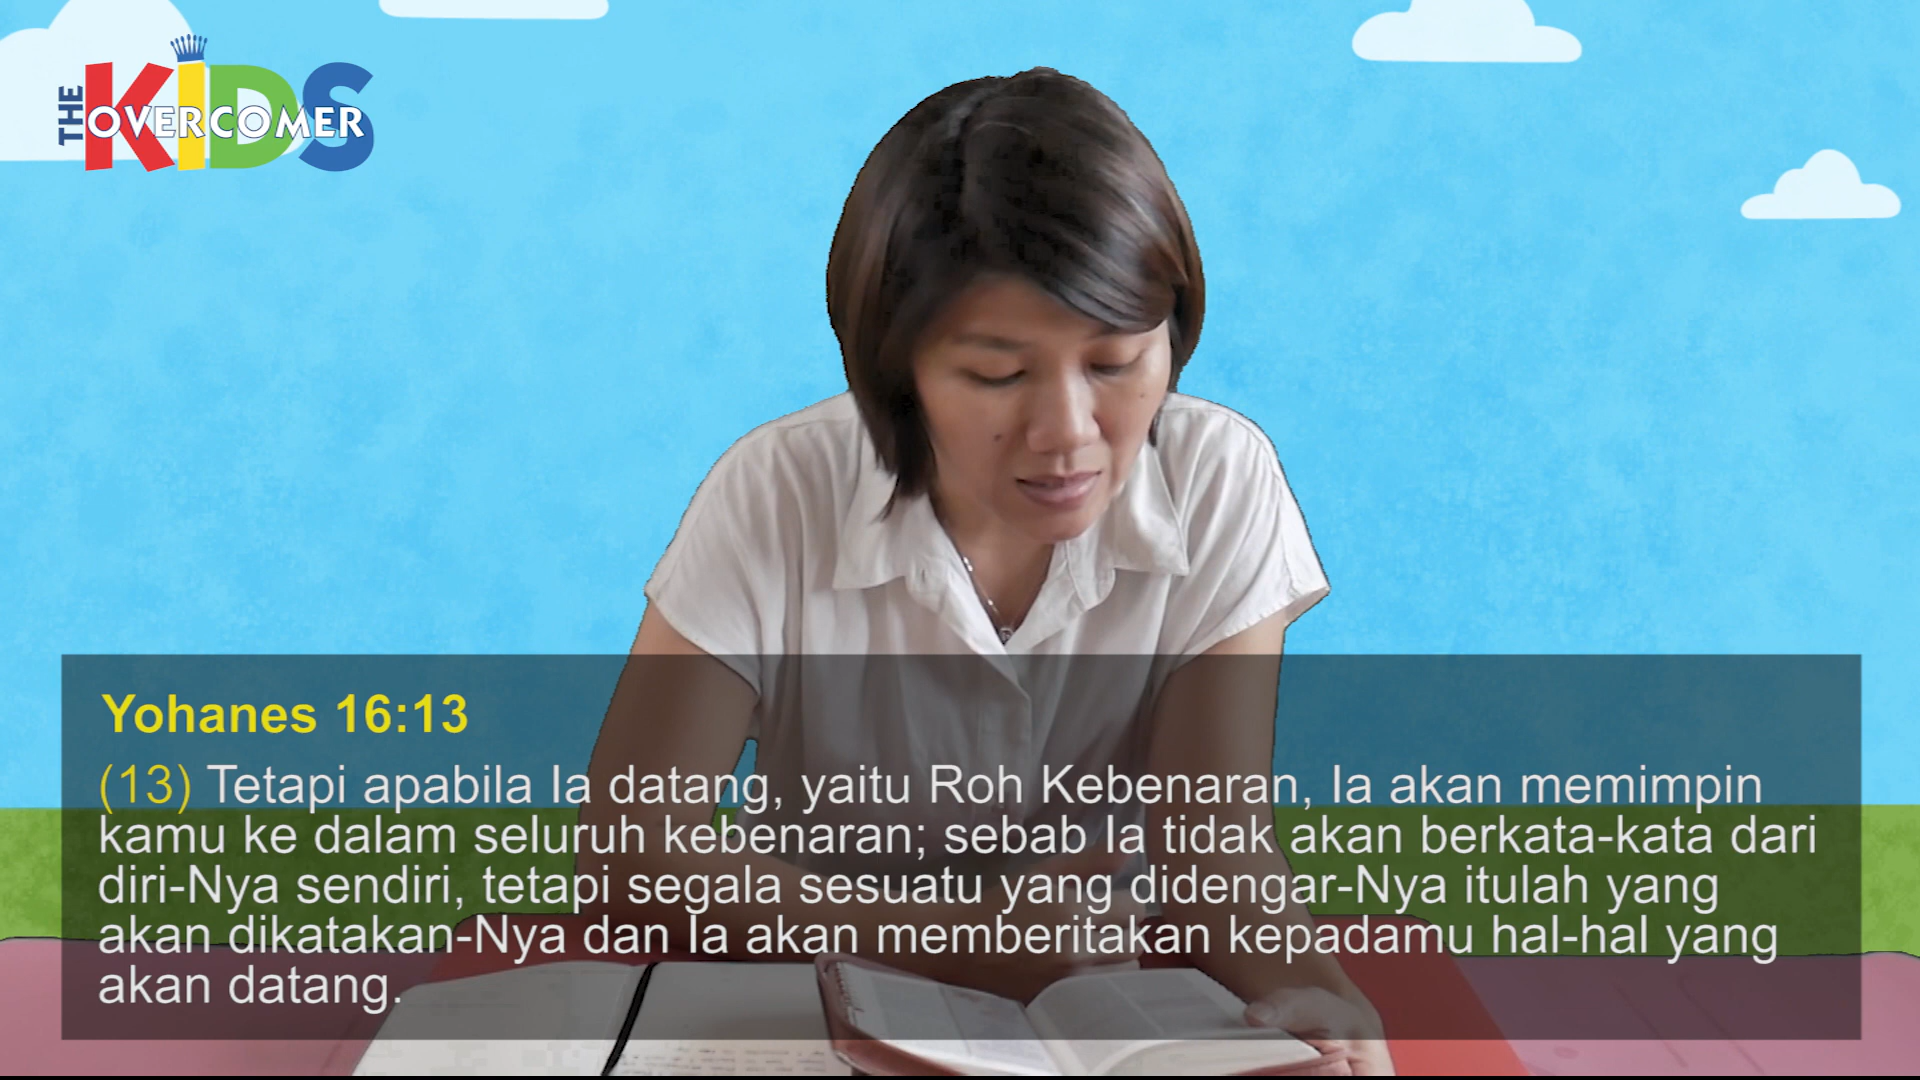 THE
KIDS
OVERCOMER
Yohanes 16:13
(13) Tetapi apabila Ia datang, yaitu Roh Kebenaran, Ia akan memimpin
kamu ke dalam seluruh kebenaran; sebab Ia tidak akan berkata-kata dari
diri-Nya sendiri, tetapi segala sesuatu yang didengar-Nya itulah yang
akan dikatakan-Nya dan Ia akan memberitakan kepadamu hal-hal yang
akan datang.